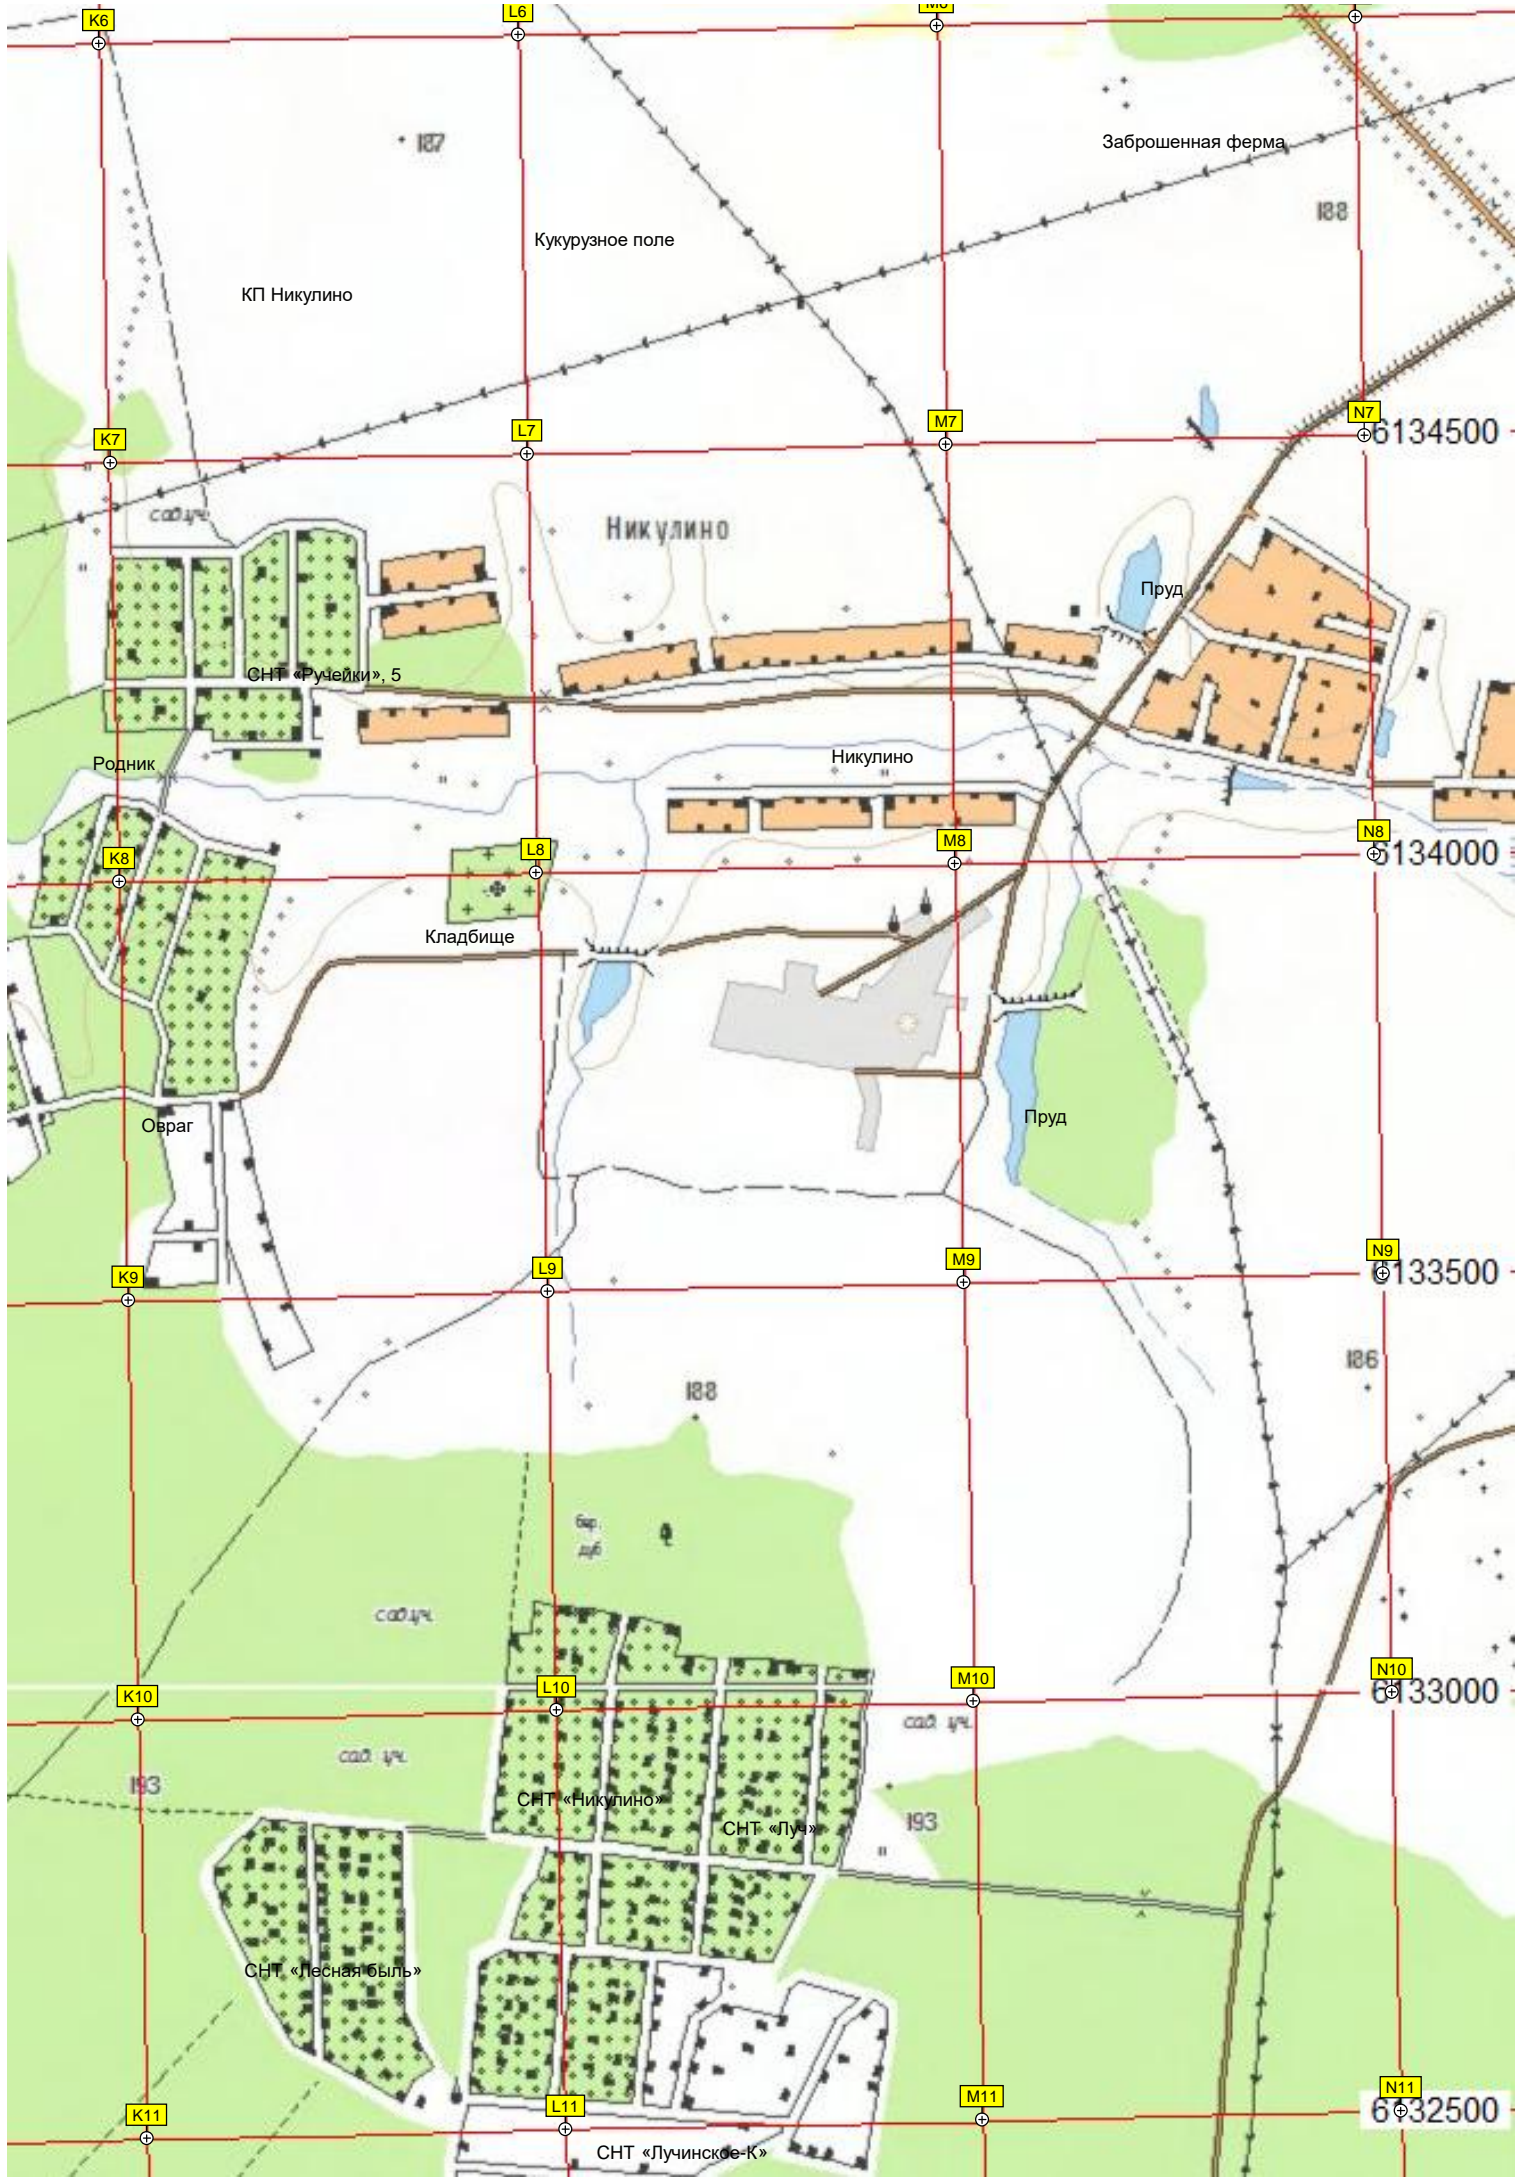 K6
L6
M6
187
Заброшенная ферма
188
Кукурузное поле
КП Никулино
K7
L7
M7
N7
6134500
сад.уч.
Никулино
Пруд
СНТ «Ручейки», 5
Родник
Никулино
K8
L8
M8
N8
6134000
Кладбище
Овраг
Пруд
K9
L9
M9
N9
6133500
188
186
бер.
дуб
сад.уч.
K10
L10
M10
N10
6133000
сад. уч.
сад. уч.
193
СНТ «Никулино»
СНТ «Луч»
193
СНТ «Лесная быль»
K11
L11
M11
N11
6132500
СНТ «Лучинское-К»